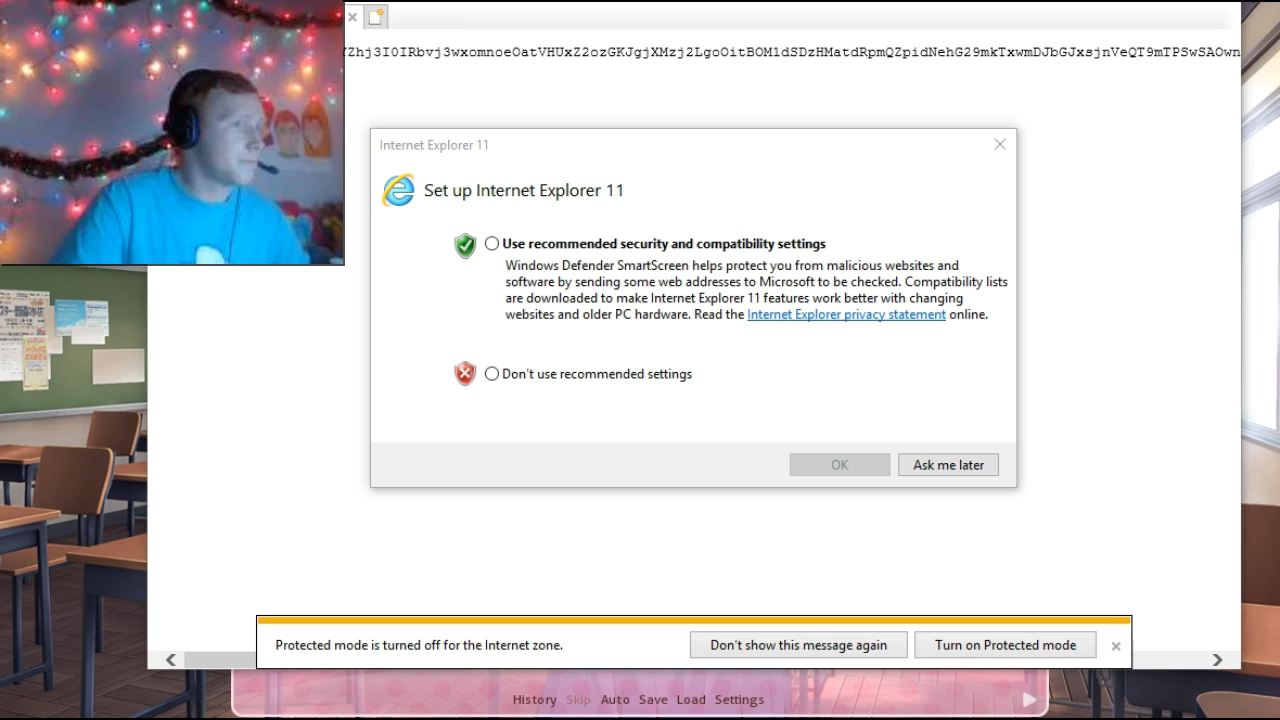 Zhj3I0IRbvj3wxomnoeOatVHUxZ2ozGKJgjXMzj2LgoOitBOM1dSDzHMatdRpmQZpidNehG29mkTxwmDJbGJxsjnVeQT9mTPSwSAOwn
Internet Explorer 11
Set up Internet Explorer 11
Use recommended security and compatibility settings
Windows Defender SmartScreen helps protect you from malicious websites and
software by sending some web addresses to Microsoft to be checked. Compatibility lists
are downloaded to make Internet Explorer 11 features work better with changing
websites and older PC hardware. Read the Internet Explorer privacy statement online.
Don't use recommended settings
OK Ask me later
Protected mode is turned off for the Internet zone. Don't show this message again Turn on Protected mode
History Skip Auto Save Load Settings